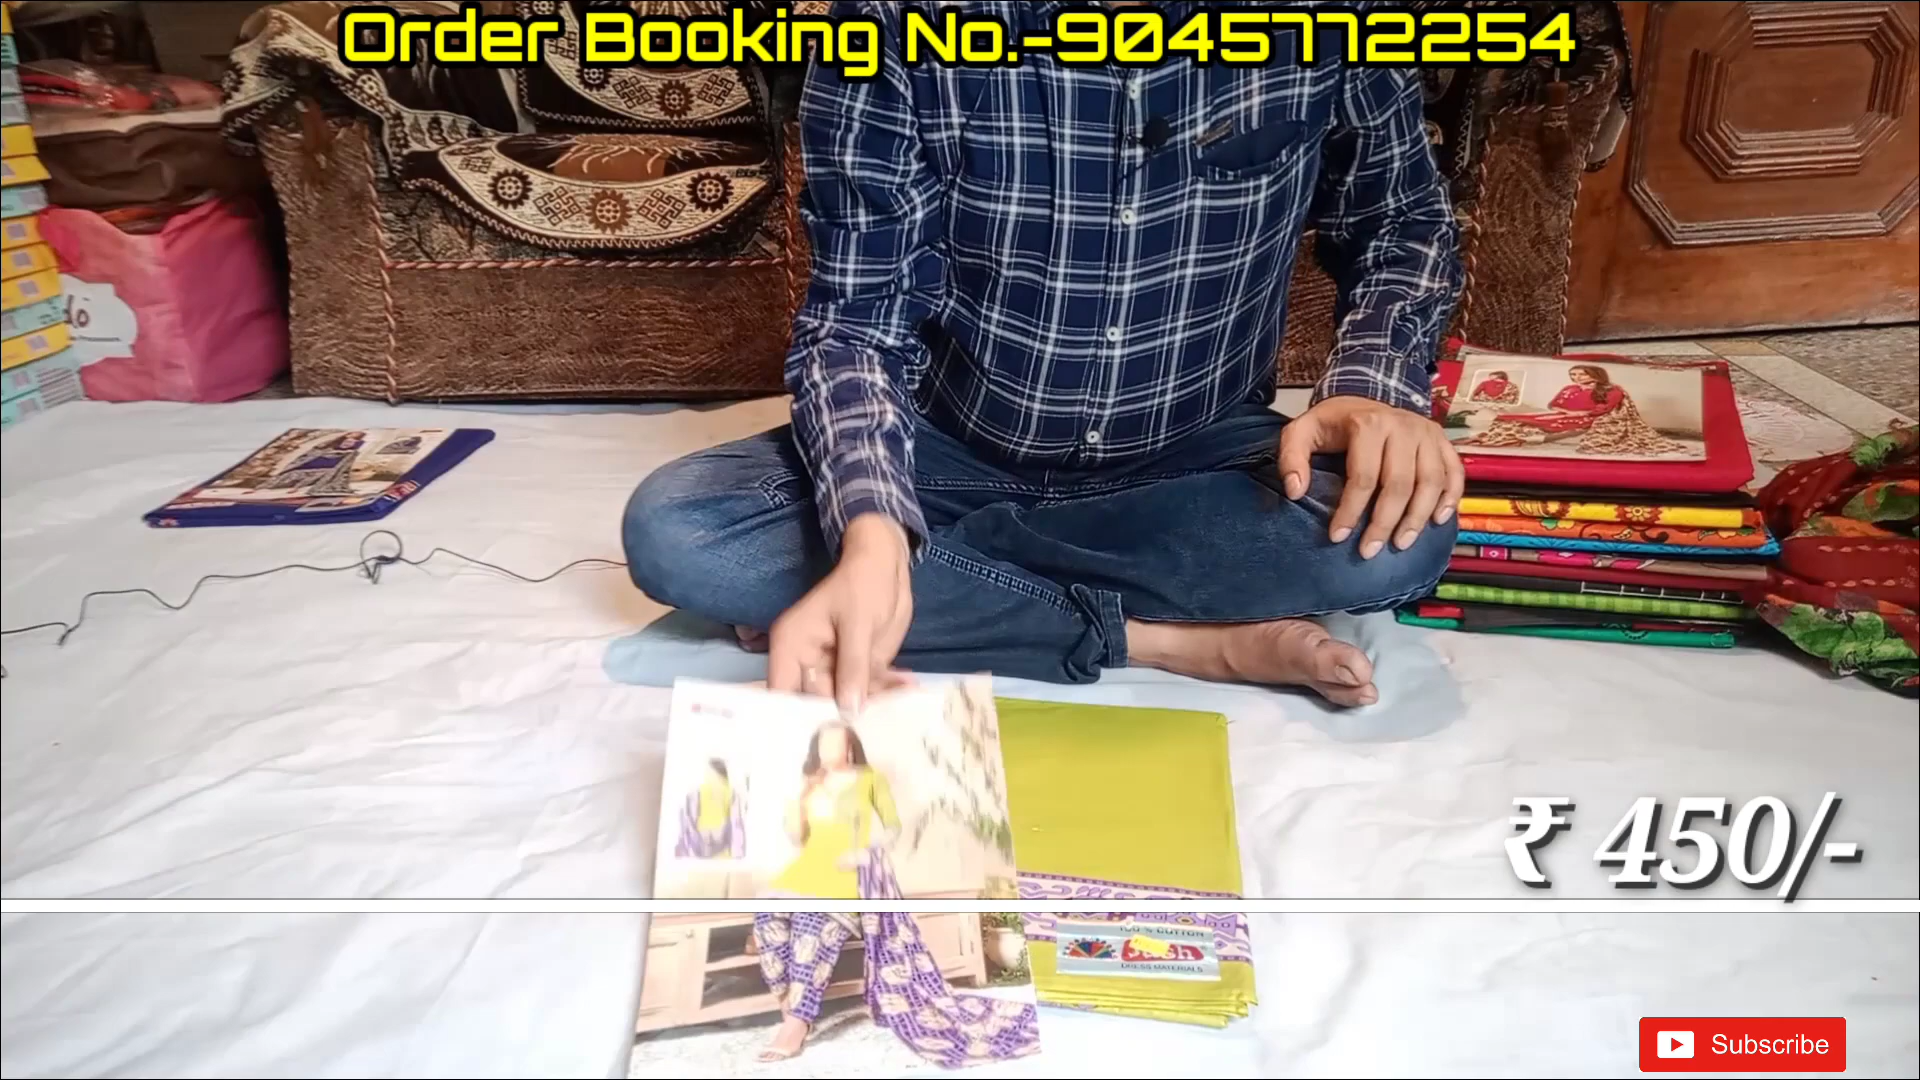 Order Booking No.-9045772254
₹ 450/-
100% COTTON
DRESS MATERIALS
Subscribe